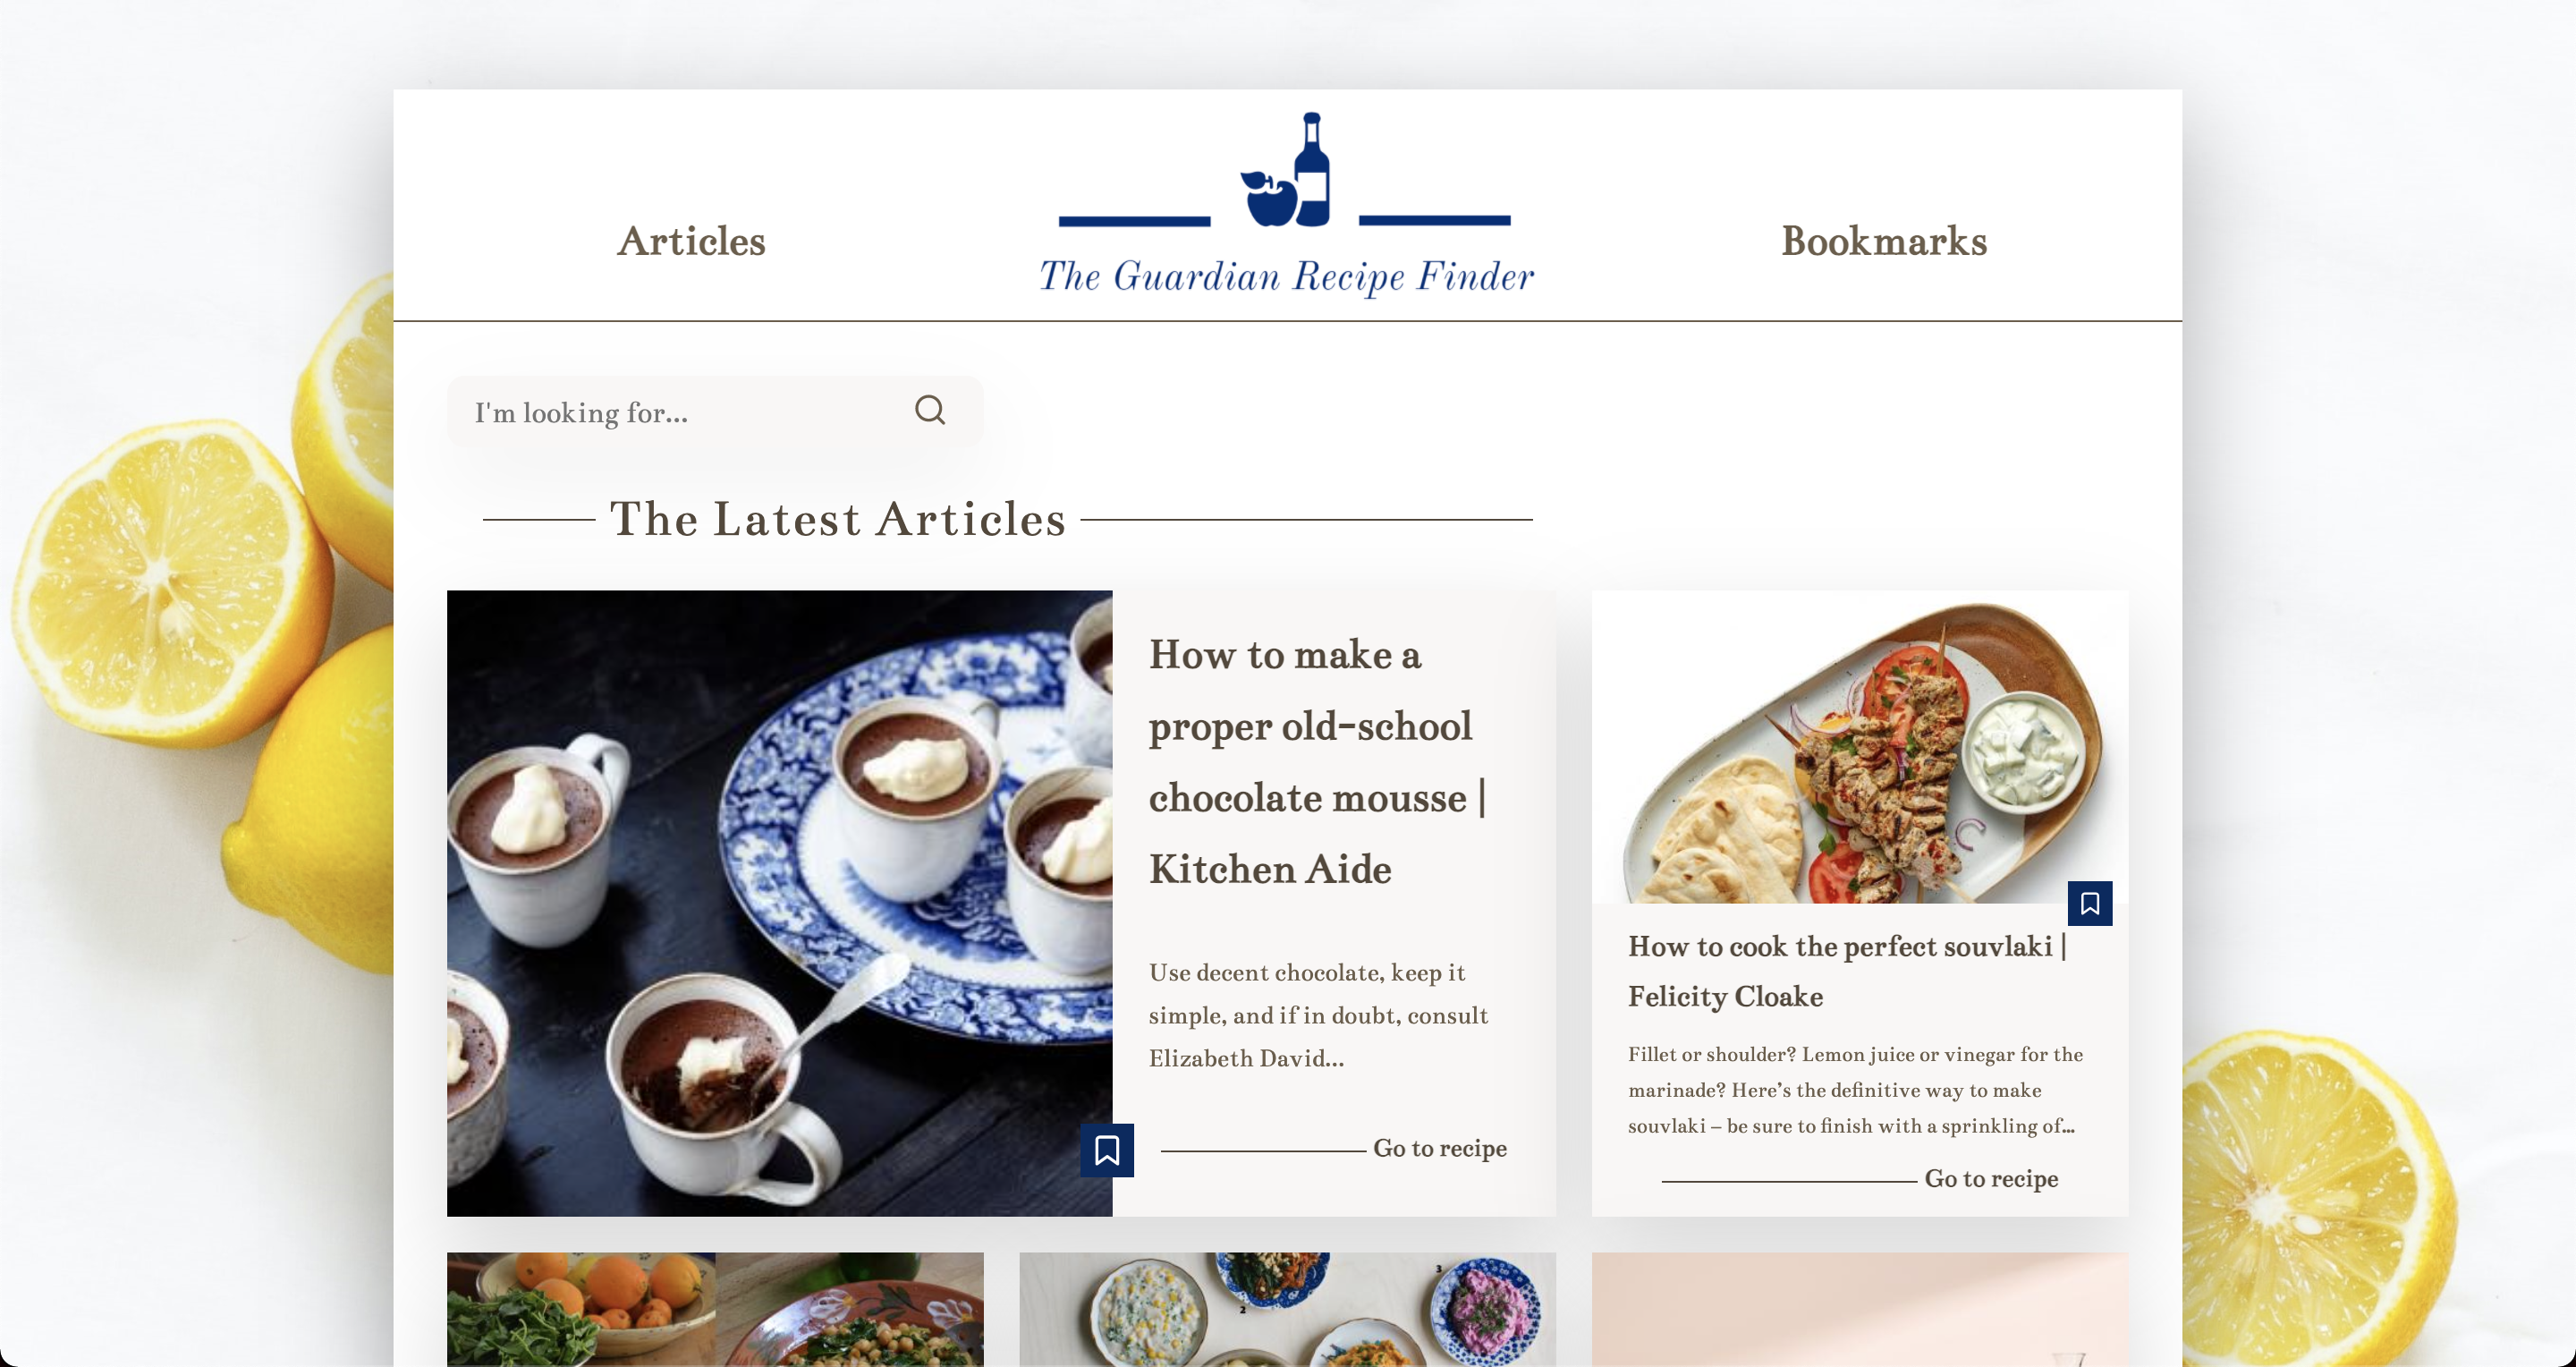 Articles
The Guardian Recipe Finder
Bookmarks
I'm looking for...
The Latest Articles
How to make a
proper old-school
chocolate mousse |
Kitchen Aide
Use decent chocolate, keep it
simple, and if in doubt, consult
Elizabeth David...
Go to recipe
How to cook the perfect souvlaki |
Felicity Cloake
Fillet or shoulder? Lemon juice or vinegar for the
marinade? Here’s the definitive way to make
souvlaki – be sure to finish with a sprinkling of...
Go to recipe
3
2